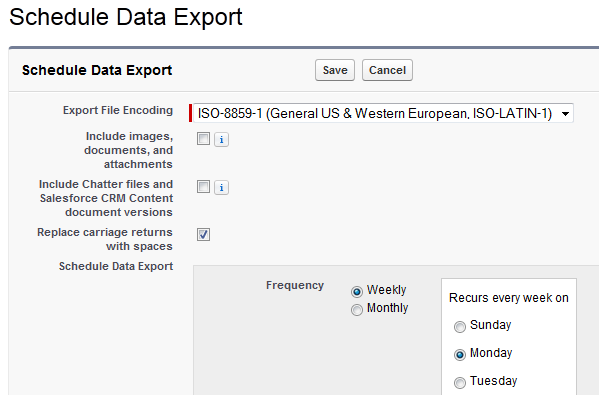 Schedule Data Export
Schedule Data Export
Save
Cancel
Export File Encoding
ISO-8859-1 (General US & Western European, ISO-LATIN-1)
Include images,
documents, and
attachments
i
Include Chatter files and
Salesforce CRM Content
document versions
i
Replace carriage returns
with spaces
Schedule Data Export
Frequency
Weekly
Monthly
Recurs every week on
Sunday
Monday
Tuesday